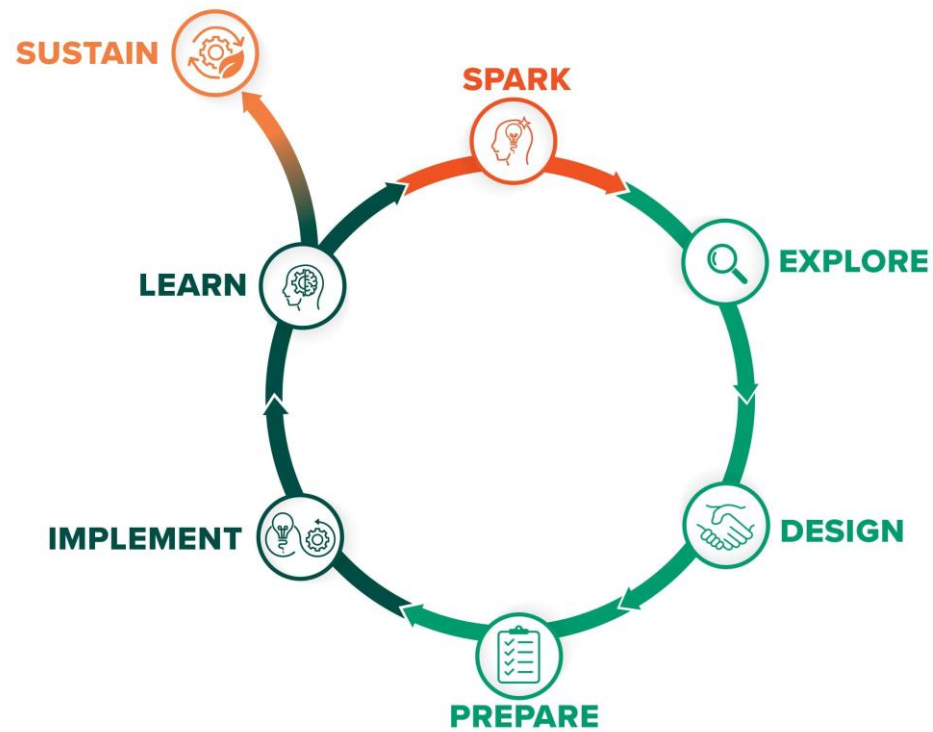 SUSTAIN
SPARK
EXPLORE
LEARN
DESIGN
IMPLEMENT
PREPARE